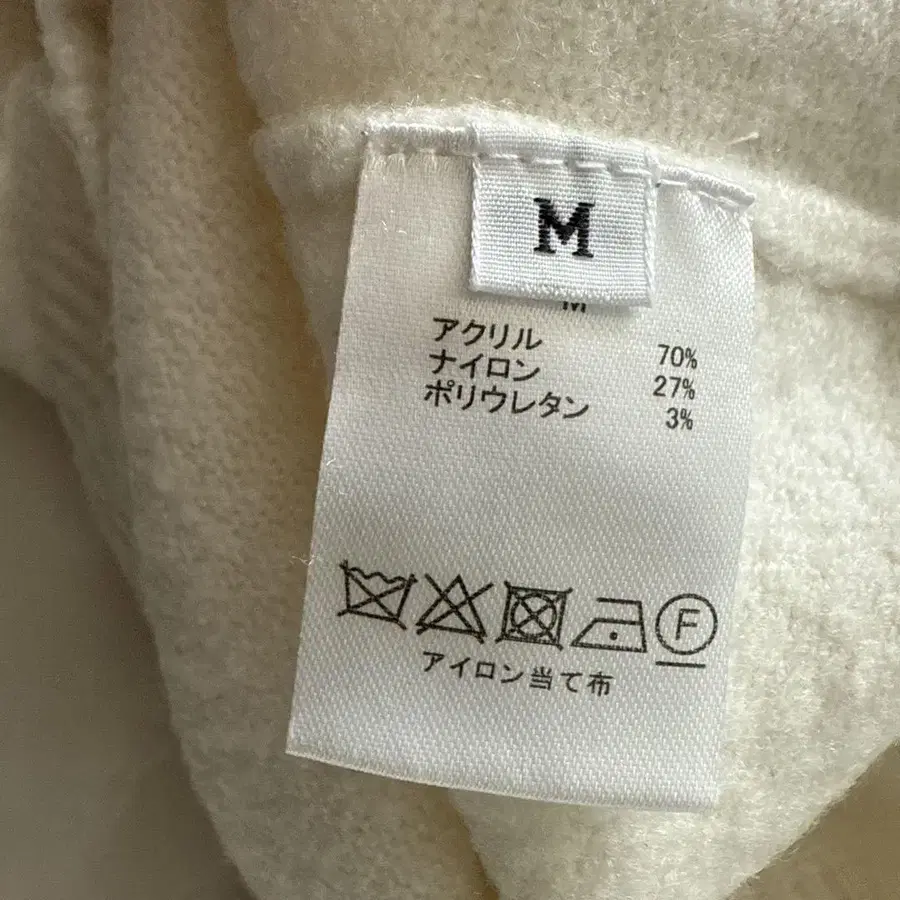 M
M
アクリル 70%
ナイロン 27%
ポリウレタン 3%
F
アイロン当て布